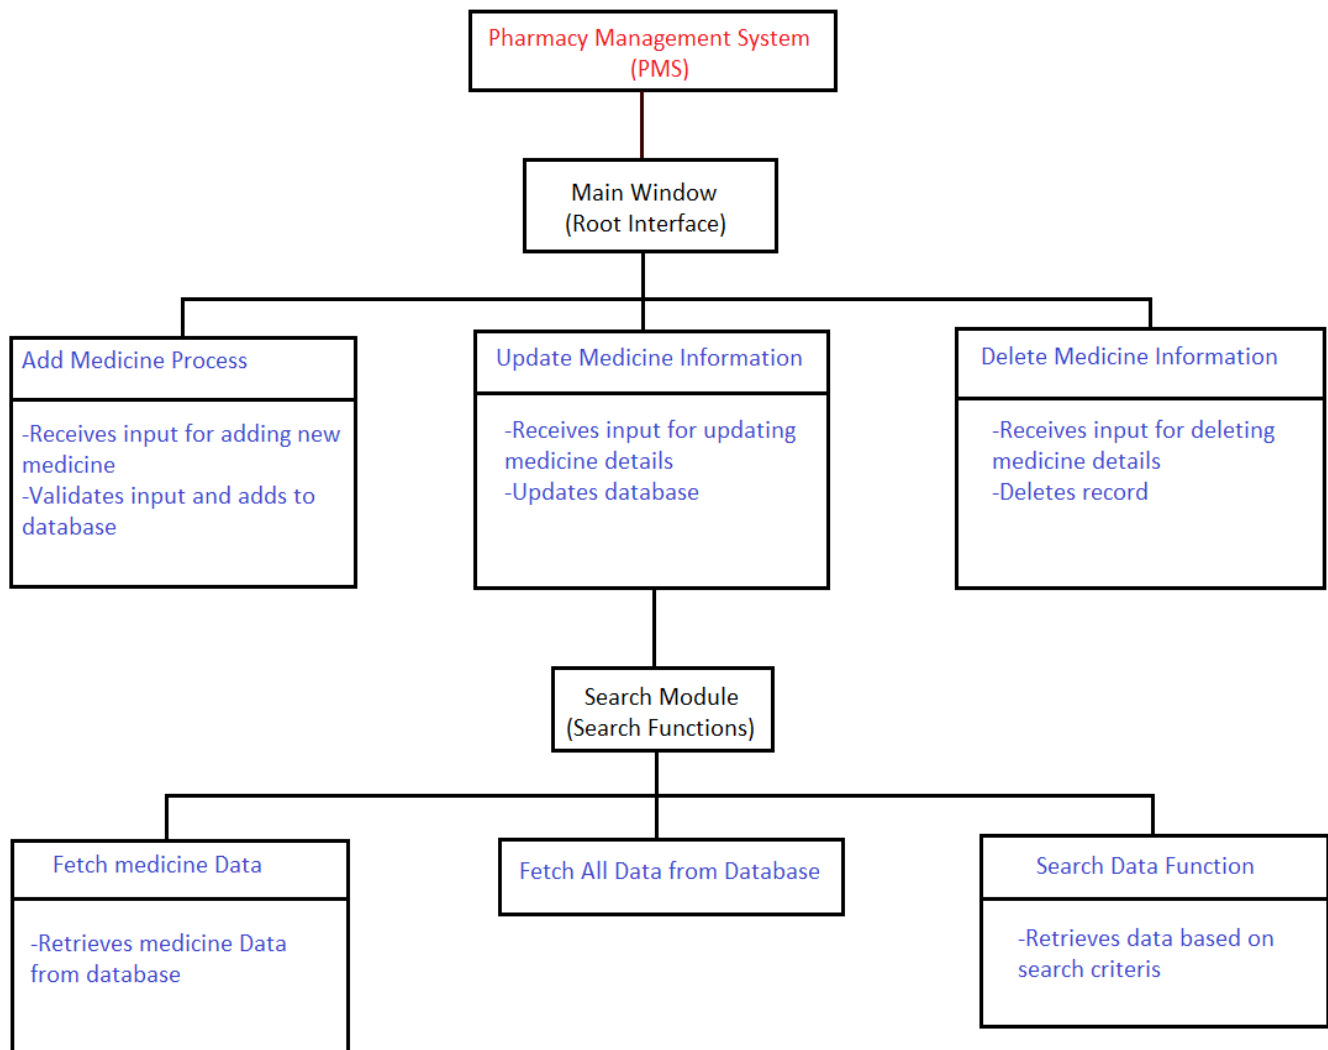 Pharmacy Management System
(PMS)
Main Window
(Root Interface)
Add Medicine Process
-Receives input for adding new
medicine
-Validates input and adds to
database
Update Medicine Information
-Receives input for updating
medicine details
-Updates database
Delete Medicine Information
-Receives input for deleting
medicine details
-Deletes record
Search Module
(Search Functions)
Fetch medicine Data
-Retrieves medicine Data
from database
Fetch All Data from Database
Search Data Function
-Retrieves data based on
search criteris